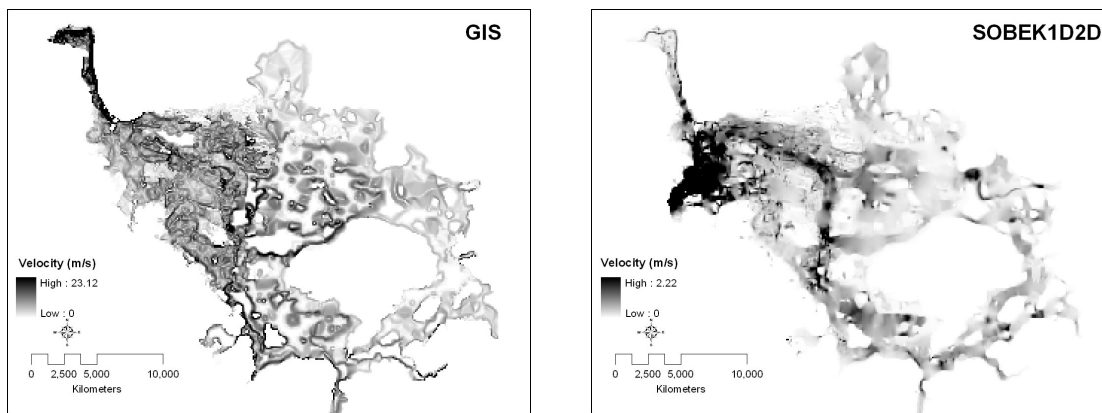 GIS
Velocity (m/s)
High : 23.12
Low : 0
0 2,500 5,000 10,000
Kilometers
SOBEK1D2D
Velocity (m/s)
High : 2.22
Low : 0
0 2,500 5,000 10,000
Kilometers